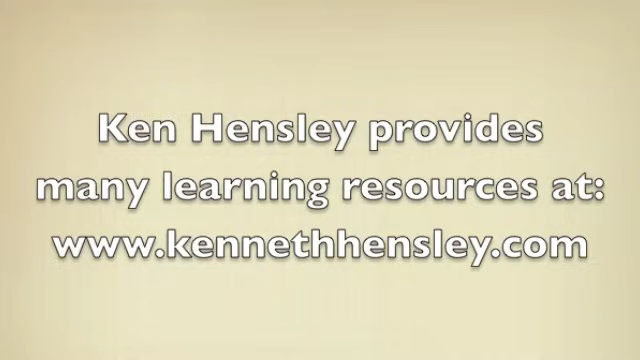 Ken Hensley provides
many learning resources at:
www.kennethhensley.com